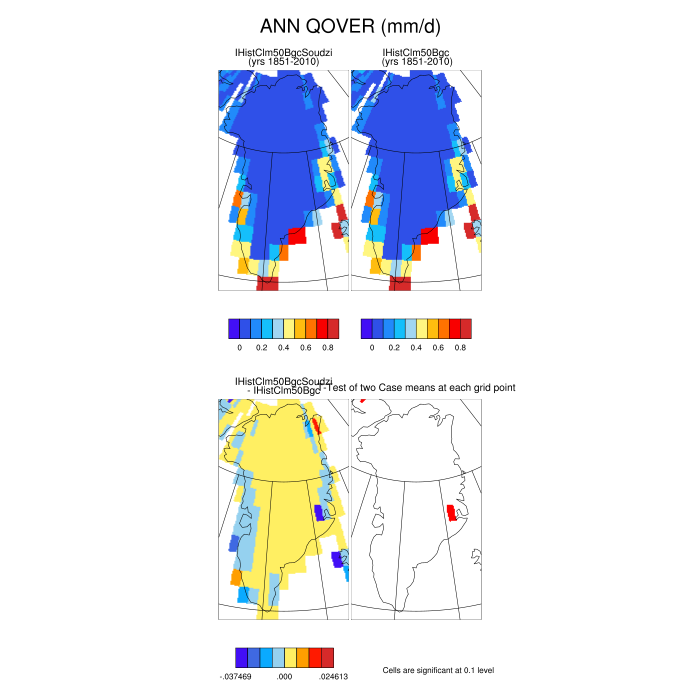 ANN QOVER (mm/d)
IHistClm50BgcSoudzi
(yrs 1851-2010)
IHistClm50Bgc
(yrs 1851-2010)
0 0.2 0.4 0.6 0.8
0 0.2 0.4 0.6 0.8
IHistClm50BgcSoudzi
- IHistClm50Bgc
T-Test of two Case means at each grid point
-.037469 .000 .024613
Cells are significant at 0.1 level